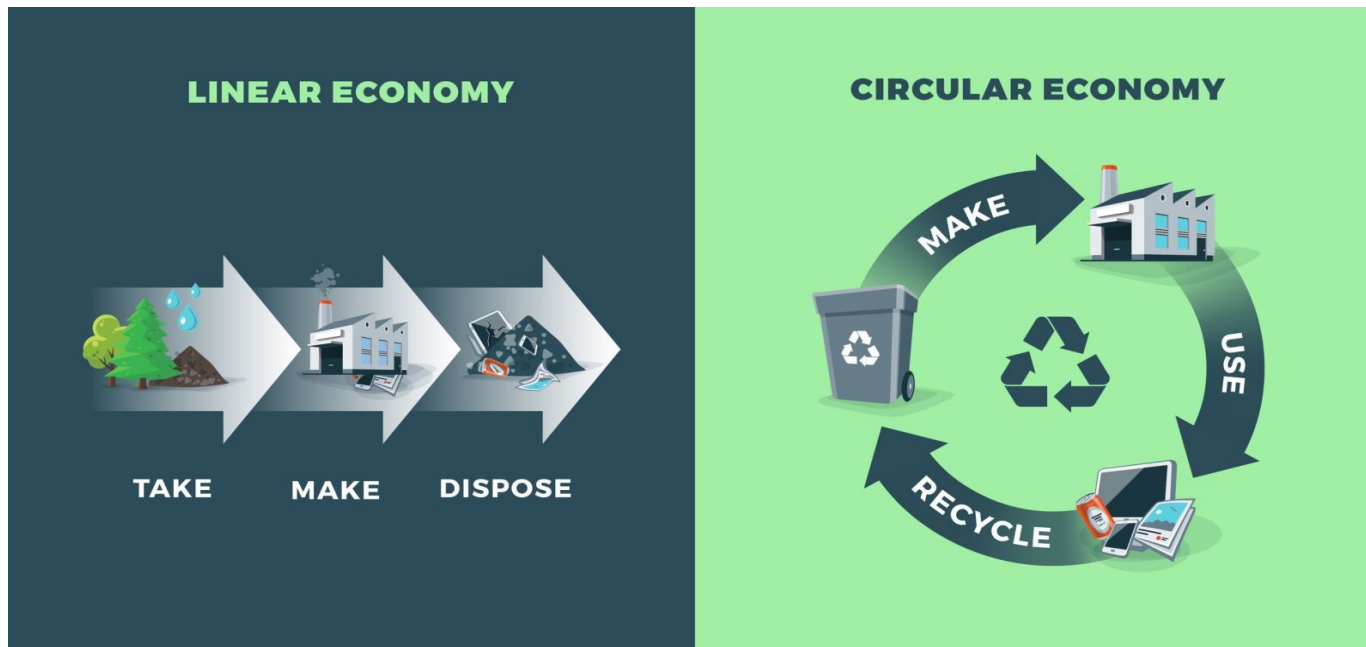 LINEAR ECONOMY
TAKE
MAKE
DISPOSE
CIRCULAR ECONOMY
MAKE
USE
RECYCLE